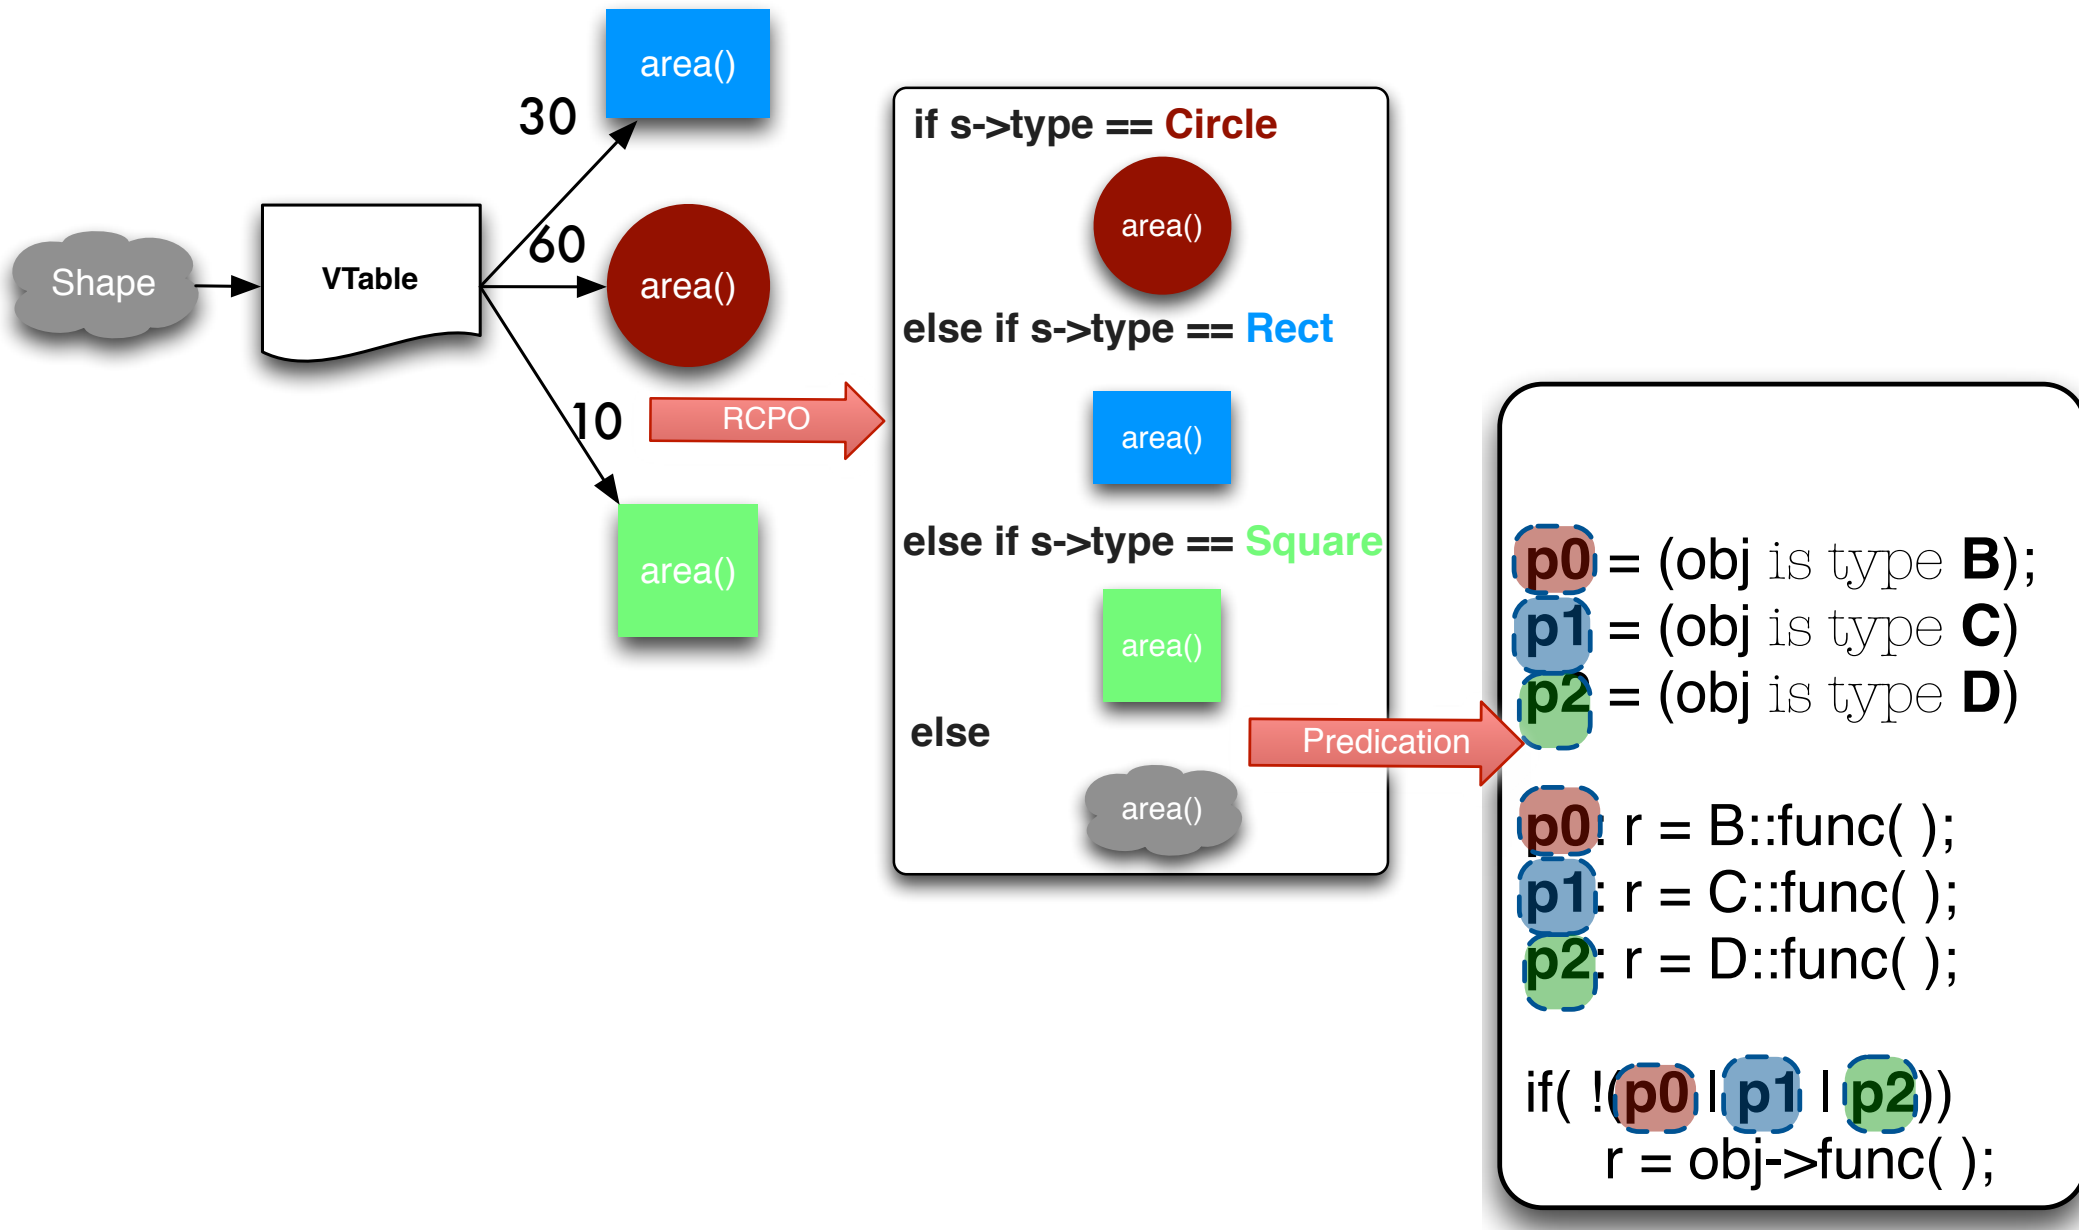 area()
30
Shape
VTable
60
area()
10
area()
RCPO
if s->type == Circle
area()
else if s->type == Rect
area()
else if s->type == Square
area()
else
area()
Predication
p0 = (obj is type B);
p1 = (obj is type C)
p2 = (obj is type D)
p0: r = B::func( );
p1: r = C::func( );
p2: r = D::func( );
if( !(p0 | p1 | p2))
r = obj->func( );